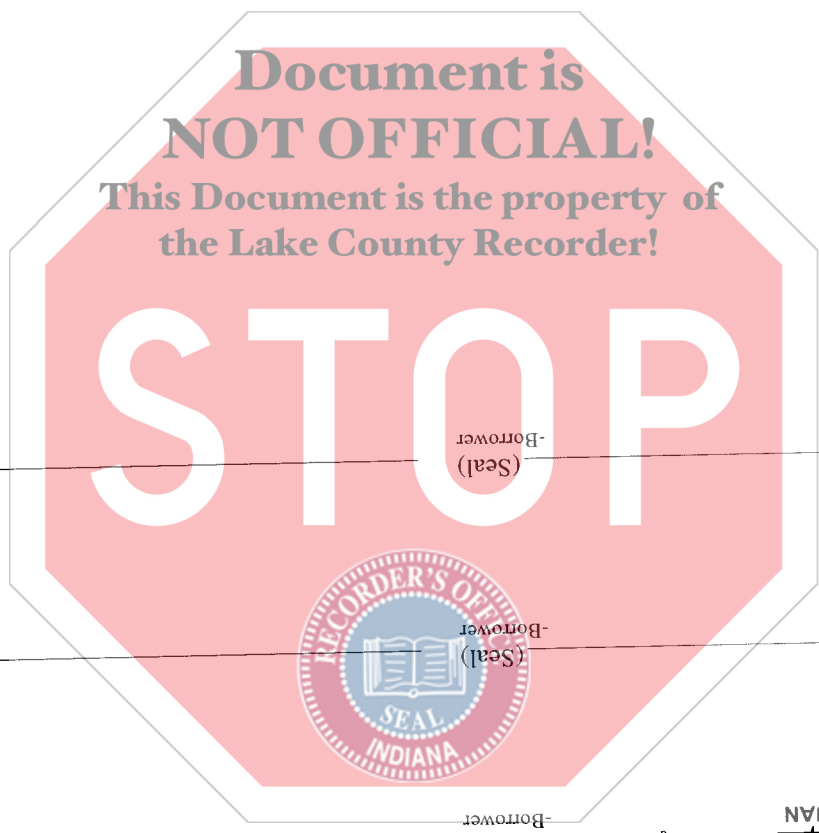 Document is
NOT OFFICIAL!
This Document is the property of
the Lake County Recorder!
STOP
-Borrower
(Seal)
RECORDER'S OFFICE
-Borrower
(Seal)
SEAL
INDIANA
-Borrower